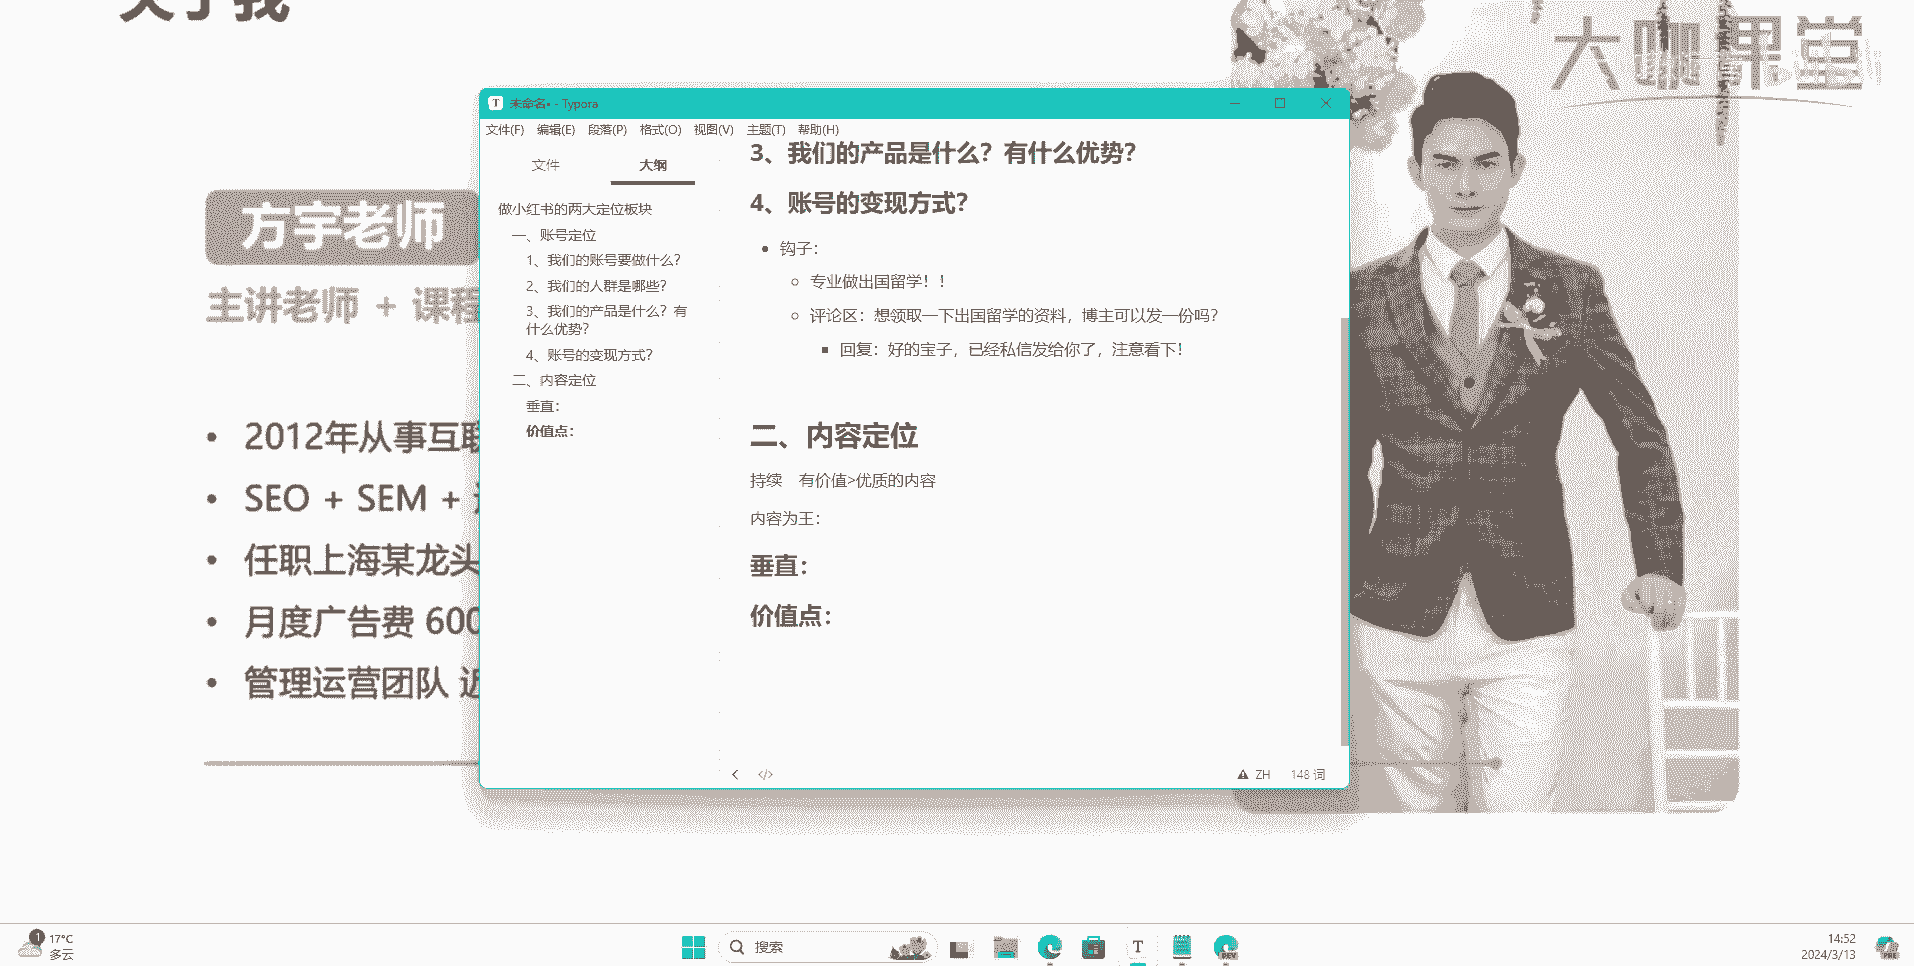 关于我
大咖课堂
方宇老师
主讲老师 + 课程
2012年从事互联
SEO + SEM +
任职上海某龙头
月度广告费 600
管理运营团队 近
未命名• - Typora
文件(F) 编辑(E) 段落(P) 格式(O) 视图(V) 主题(T) 帮助(H)
文件 大纲
做小红书的两大定位板块
一、账号定位
1、我们的账号要做什么？
2、我们的人群是哪些？
3、我们的产品是什么？有
什么优势？
4、账号的变现方式？
二、内容定位
垂直：
价值点：
3、我们的产品是什么？有什么优势？
4、账号的变现方式？
钩子：
专业做出国留学！！
评论区：想领取一下出国留学的资料，博主可以发一份吗？
回复：好的宝子，已经私信发给你了，注意看下！
二、内容定位
持续 有价值>优质的内容
内容为王：
垂直：
价值点：
ZH 148 词
1
17°C
多云
搜索
T
DEV
14:52
2024/3/13
PRE